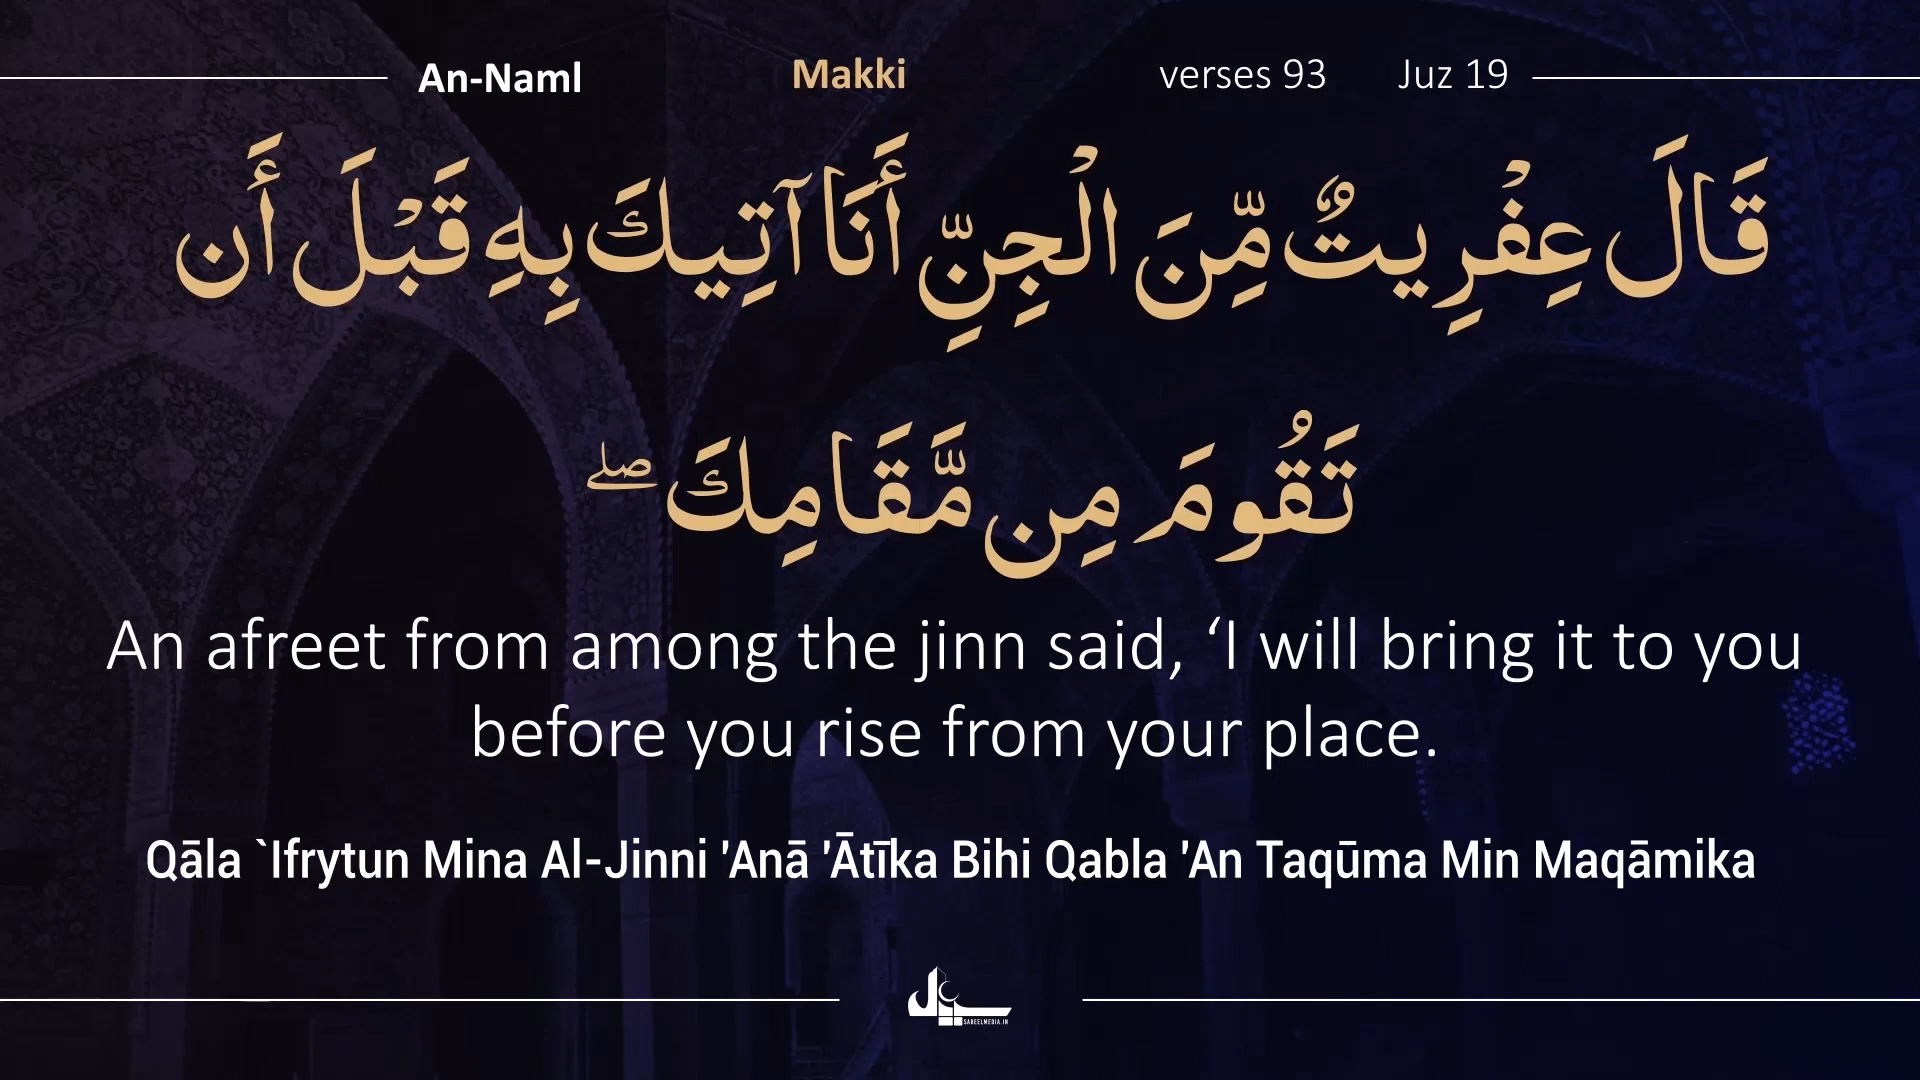 An-Naml Makki verses 93 Juz 19
قَالَ عِفْرِيتٌ مِّنَ الْجِنِّ أَنَا آتِيكَ بِهِ قَبْلَ أَن
تَقُومَ مِن مَّقَامِكَ ۖ
An afreet from among the jinn said, ‘I will bring it to you
before you rise from your place.
Qāla `Ifrytun Mina Al-Jinni 'Anā 'Ātīka Bihi Qabla 'An Taqūma Min Maqāmika
SABEELMEDIA.IN